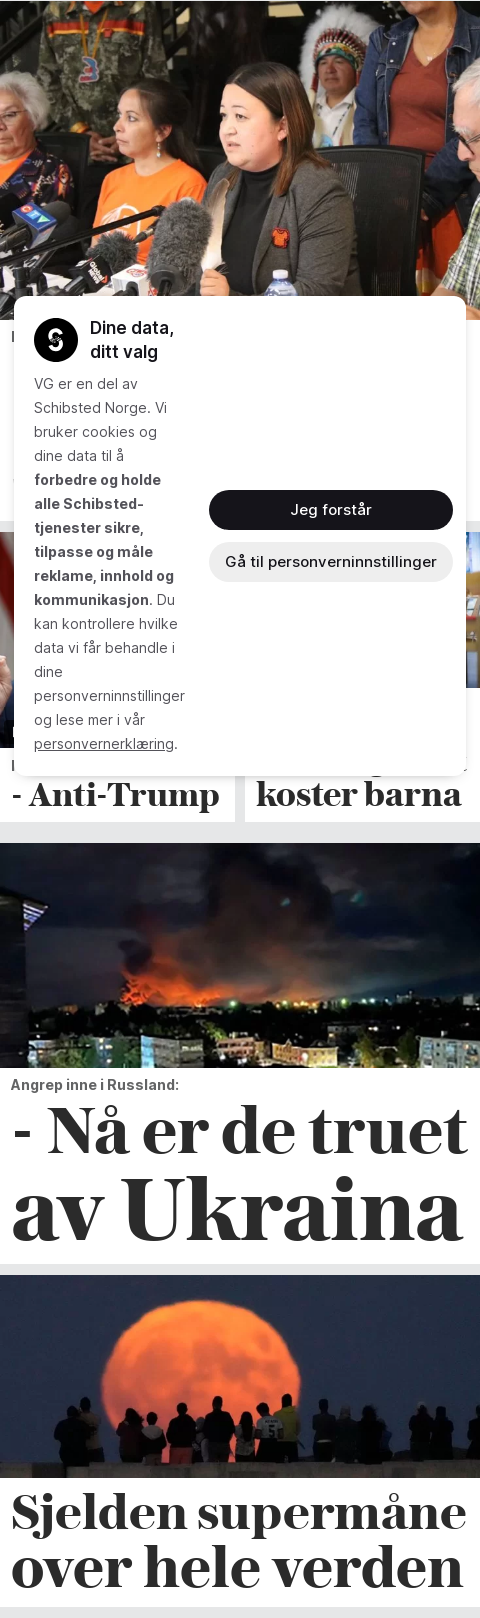 Global
News
Dine data,
ditt valg
VG er en del av
Schibsted Norge. Vi
bruker cookies og
dine data til å
forbedre og holde
alle Schibsted-
tjenester sikre,
tilpasse og måle
reklame, innhold og
kommunikasjon. Du
kan kontrollere hvilke
data vi får behandle i
dine
personverninnstillinger
og lese mer i vår
personvernerklæring.
Jeg forstår
Gå til personverninnstillinger
- Anti-Trump
koster barna
Angrep inne i Russland:
- Nå er de truet
av Ukraina
Sjelden supermåne
over hele verden